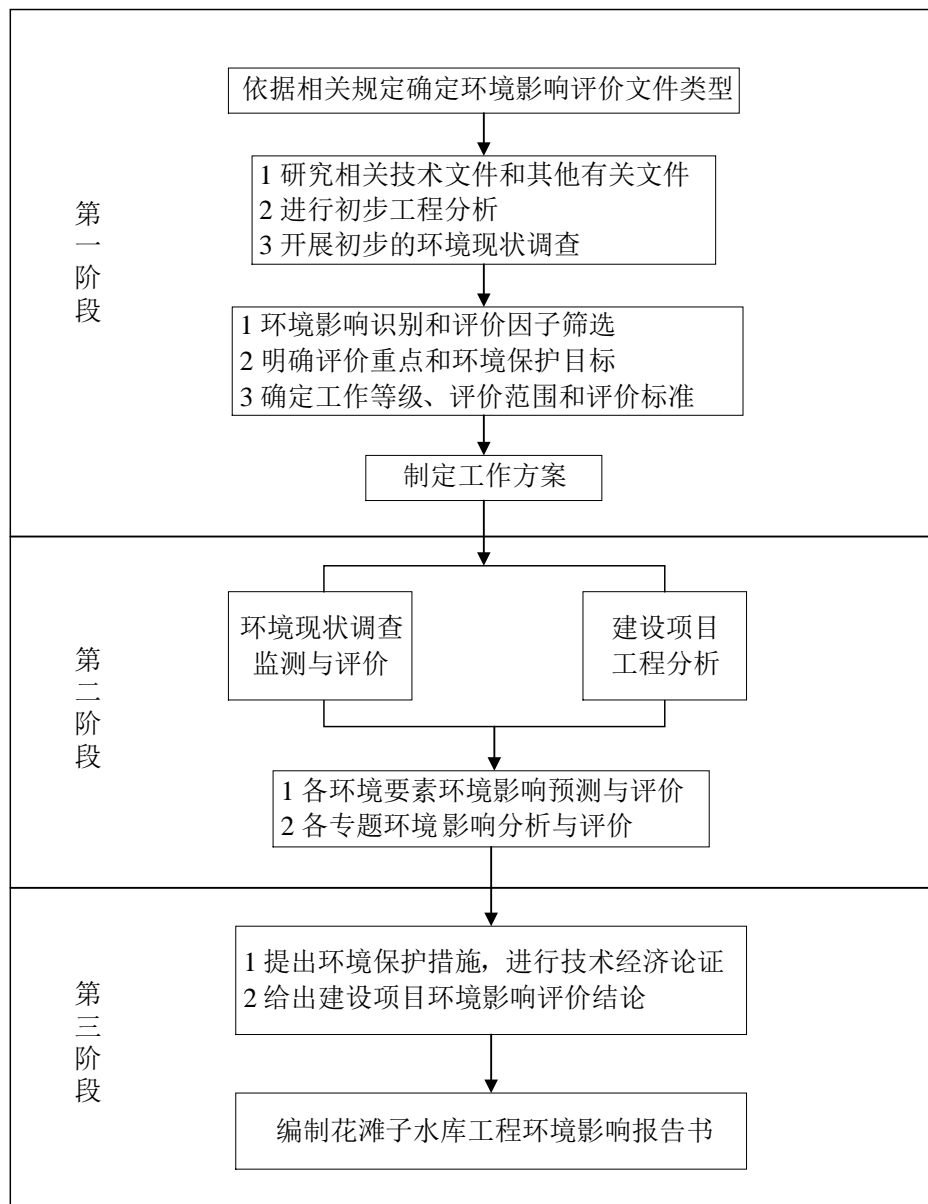 依据相关规定确定环境影响评价文件类型
第一阶段
1 研究相关技术文件和其他有关文件
2 进行初步工程分析
3 开展初步的环境现状调查
1 环境影响识别和评价因子筛选
2 明确评价重点和环境保护目标
3 确定工作等级、评价范围和评价标准
制定工作方案
第二阶段
环境现状调查
监测与评价
建设项目
工程分析
1 各环境要素环境影响预测与评价
2 各专题环境影响分析与评价
第三阶段
1 提出环境保护措施，进行技术经济论证
2 给出建设项目环境影响评价结论
编制花滩子水库工程环境影响报告书